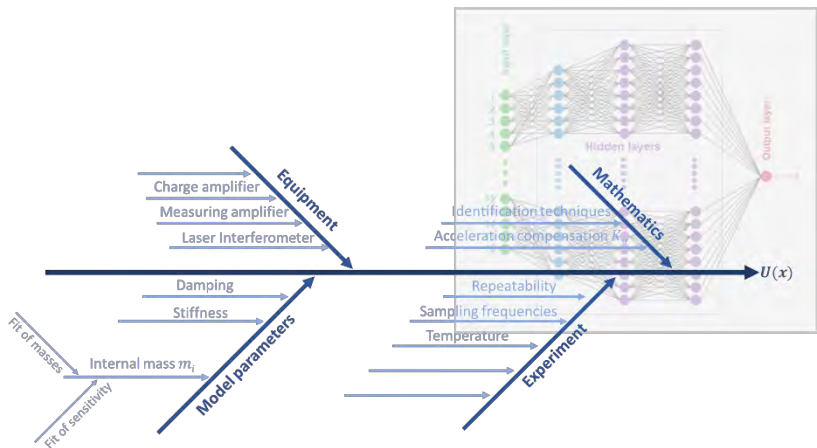 Input layer
Hidden layers
Output layer
Equipment
Charge amplifier
Measuring amplifier
Laser Interferometer
Mathematics
Identification techniques
Acceleration compensation K
U(x)
Model parameters
Damping
Stiffness
Internal mass mᵢ
Fit of masses
Fit of sensitivity
Experiment
Repeatability
Sampling frequencies
Temperature